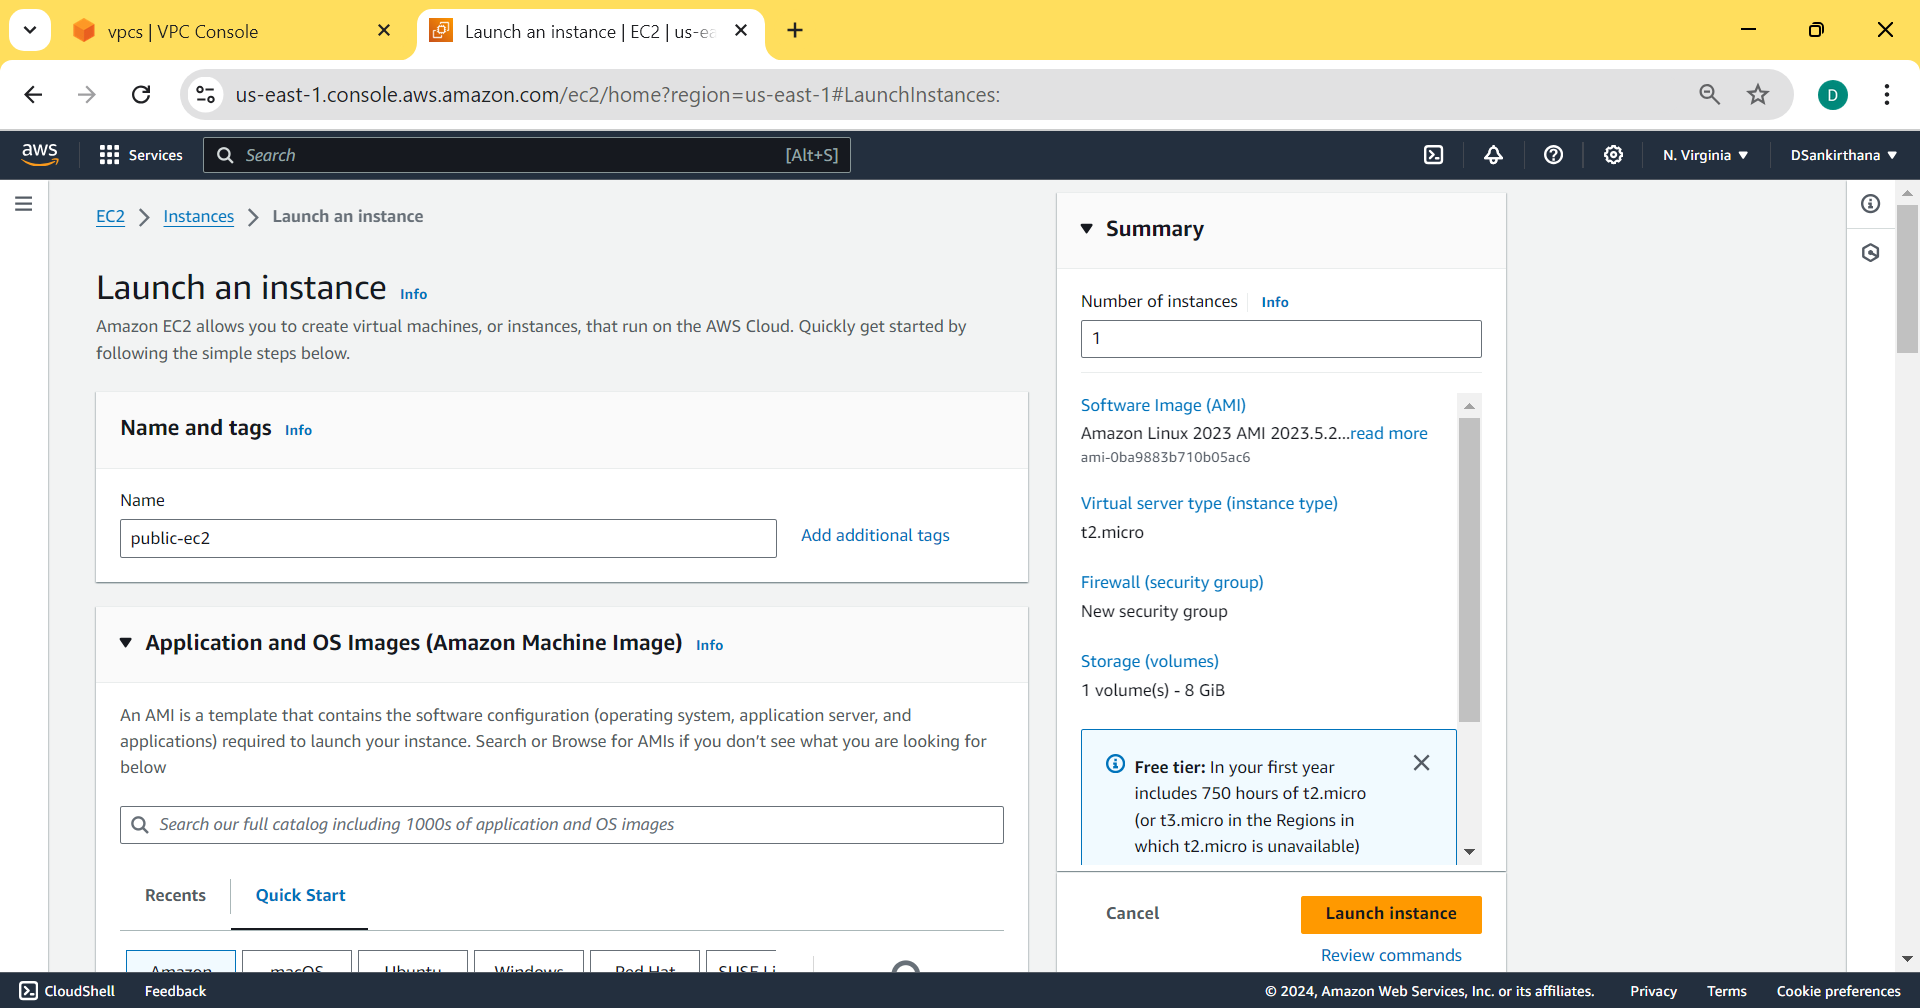 vpcs | VPC Console
Launch an instance | EC2 | us-ea
us-east-1.console.aws.amazon.com/ec2/home?region=us-east-1#LaunchInstances:
D
aws
Services
Search
[Alt+S]
N. Virginia
DSankirthana
EC2
Instances
Launch an instance
Launch an instance Info
Amazon EC2 allows you to create virtual machines, or instances, that run on the AWS Cloud. Quickly get started by
following the simple steps below.
Name and tags Info
Name
public-ec2
Add additional tags
Application and OS Images (Amazon Machine Image) Info
An AMI is a template that contains the software configuration (operating system, application server, and
applications) required to launch your instance. Search or Browse for AMIs if you don’t see what you are looking for
below
Search our full catalog including 1000s of application and OS images
Recents
Quick Start
Amazon
macOS
Ubuntu
Windows
Red Hat
SUSE Li
Summary
Number of instances Info
1
Software Image (AMI)
Amazon Linux 2023 AMI 2023.5.2...read more
ami-0ba9883b710b05ac6
Virtual server type (instance type)
t2.micro
Firewall (security group)
New security group
Storage (volumes)
1 volume(s) - 8 GiB
Free tier: In your first year
includes 750 hours of t2.micro
(or t3.micro in the Regions in
which t2.micro is unavailable)
Cancel
Launch instance
Review commands
CloudShell
Feedback
© 2024, Amazon Web Services, Inc. or its affiliates.
Privacy
Terms
Cookie preferences